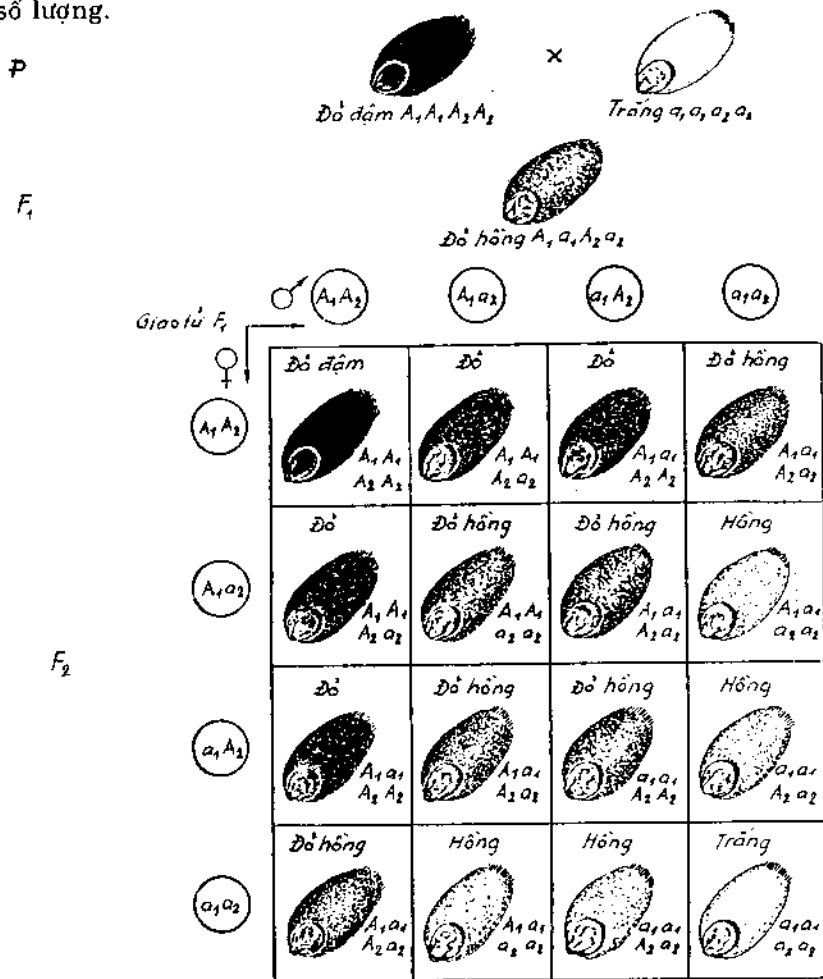 số lượng.
P
×
Đỏ đậm A₁A₁A₂A₂
Trắng a₁a₁a₂a₂
F₁
Đỏ hồng A₁a₁A₂a₂
♂ A₁A₂ A₁a₂ a₁A₂ a₁a₂
Giao tử F₁
♀
Đỏ đậm Đỏ Đỏ Đỏ hồng
A₁A₂
A₁A₁ A₁A₁ A₁a₁ A₁a₁
A₂A₂ A₂a₂ A₂A₂ A₂a₂
Đỏ Đỏ hồng Đỏ hồng Hồng
A₁a₂
A₁A₁ A₁A₁ A₁a₁ A₁a₁
A₂a₂ a₂a₂ A₂a₂ a₂a₂
F₂
Đỏ Đỏ hồng Đỏ hồng Hồng
a₁A₂
A₁a₁ A₁a₁ a₁a₁ a₁a₁
A₂A₂ A₂a₂ A₂A₂ A₂a₂
Đỏ hồng Hồng Hồng Trắng
a₁a₂
A₁a₁ A₁a₁ a₁a₁ a₁a₁
A₂a₂ a₂a₂ A₂a₂ a₂a₂